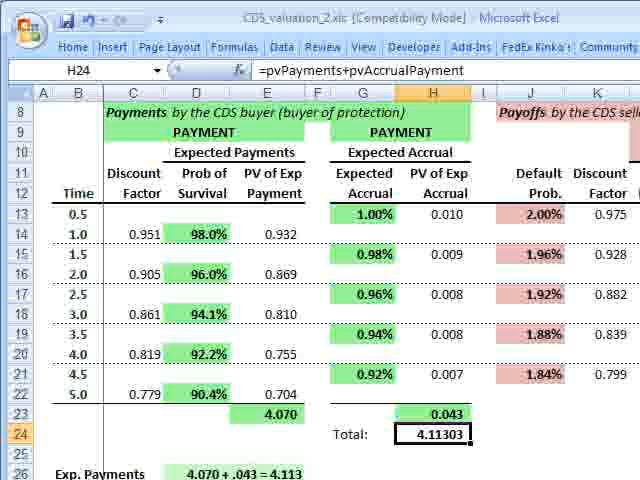 CDS_valuation_2.xls [Compatibility Mode] - Microsoft Excel
Home Insert Page Layout Formulas Data Review View Developer Add-Ins FedEx Kinko's Community
H24 fx =pvPayments+pvAccrualPayment
A B C D E F G H I J K
8 Payments by the CDS buyer (buyer of protection) Payoffs by the CDS sell
9 PAYMENT PAYMENT
10 Expected Payments Expected Accrual
11 Discount Prob of PV of Exp Expected PV of Exp Default Discount
12 Time Factor Survival Payment Accrual Accrual Prob. Factor
13 0.5 1.00% 0.010 2.00% 0.975
14 1.0 0.951 98.0% 0.932
15 1.5 0.98% 0.009 1.96% 0.928
16 2.0 0.905 96.0% 0.869
17 2.5 0.96% 0.008 1.92% 0.882
18 3.0 0.861 94.1% 0.810
19 3.5 0.94% 0.008 1.88% 0.839
20 4.0 0.819 92.2% 0.755
21 4.5 0.92% 0.007 1.84% 0.799
22 5.0 0.779 90.4% 0.704
23 4.070 0.043
24 Total: 4.11303
25
26 Exp. Payments 4.070 + .043 = 4.113